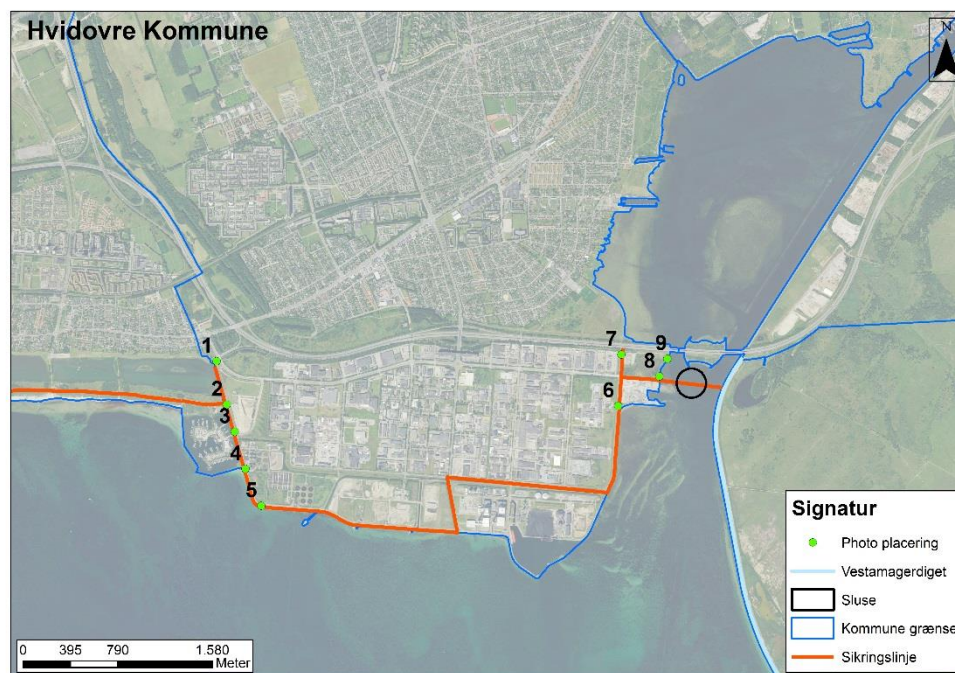 Hvidovre Kommune
N
1
2
3
4
5
6
7
8
9
Signatur
Photo placering
Vestamagerdiget
Sluse
Kommune grænse
Sikringslinje
0 395 790 1.580
Meter